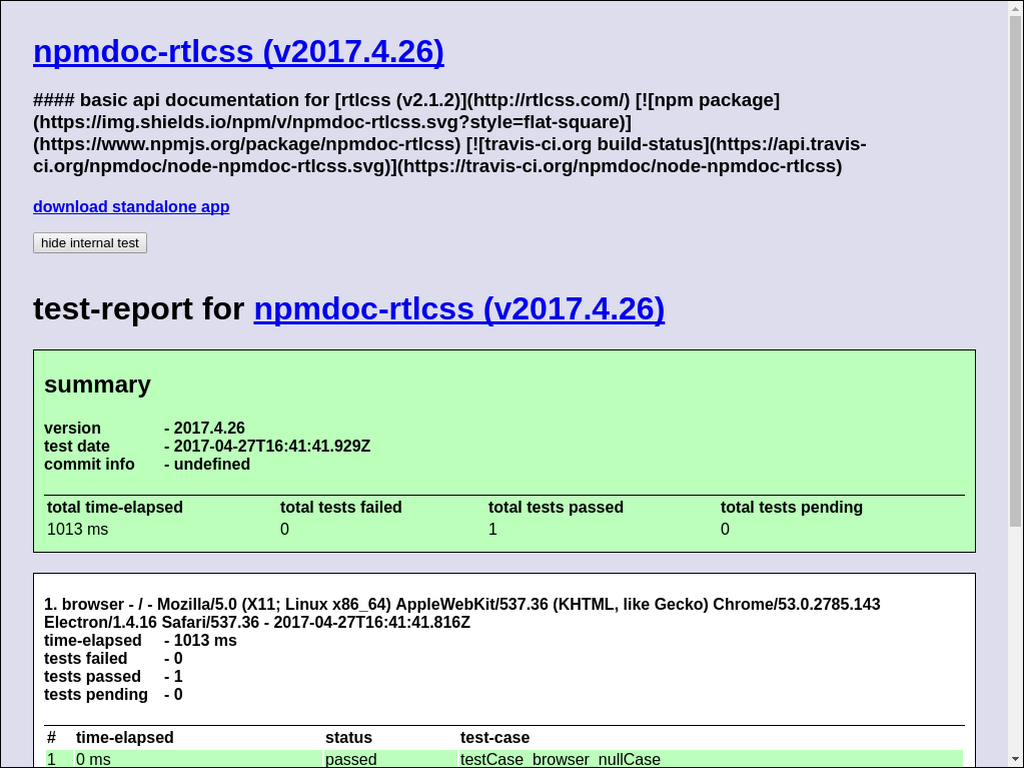 npmdoc-rtlcss (v2017.4.26)
#### basic api documentation for [rtlcss (v2.1.2)](http://rtlcss.com/) [![npm package]
(https://img.shields.io/npm/v/npmdoc-rtlcss.svg?style=flat-square)]
(https://www.npmjs.org/package/npmdoc-rtlcss) [![travis-ci.org build-status](https://api.travis-
ci.org/npmdoc/node-npmdoc-rtlcss.svg)](https://travis-ci.org/npmdoc/node-npmdoc-rtlcss)
download standalone app
hide internal test
test-report for npmdoc-rtlcss (v2017.4.26)
summary
version - 2017.4.26
test date - 2017-04-27T16:41:41.929Z
commit info - undefined
total time-elapsed total tests failed total tests passed total tests pending
1013 ms 0 1 0
1. browser - / - Mozilla/5.0 (X11; Linux x86_64) AppleWebKit/537.36 (KHTML, like Gecko) Chrome/53.0.2785.143
Electron/1.4.16 Safari/537.36 - 2017-04-27T16:41:41.816Z
time-elapsed - 1013 ms
tests failed - 0
tests passed - 1
tests pending - 0
# time-elapsed status test-case
1 0 ms passed testCase_browser_nullCase